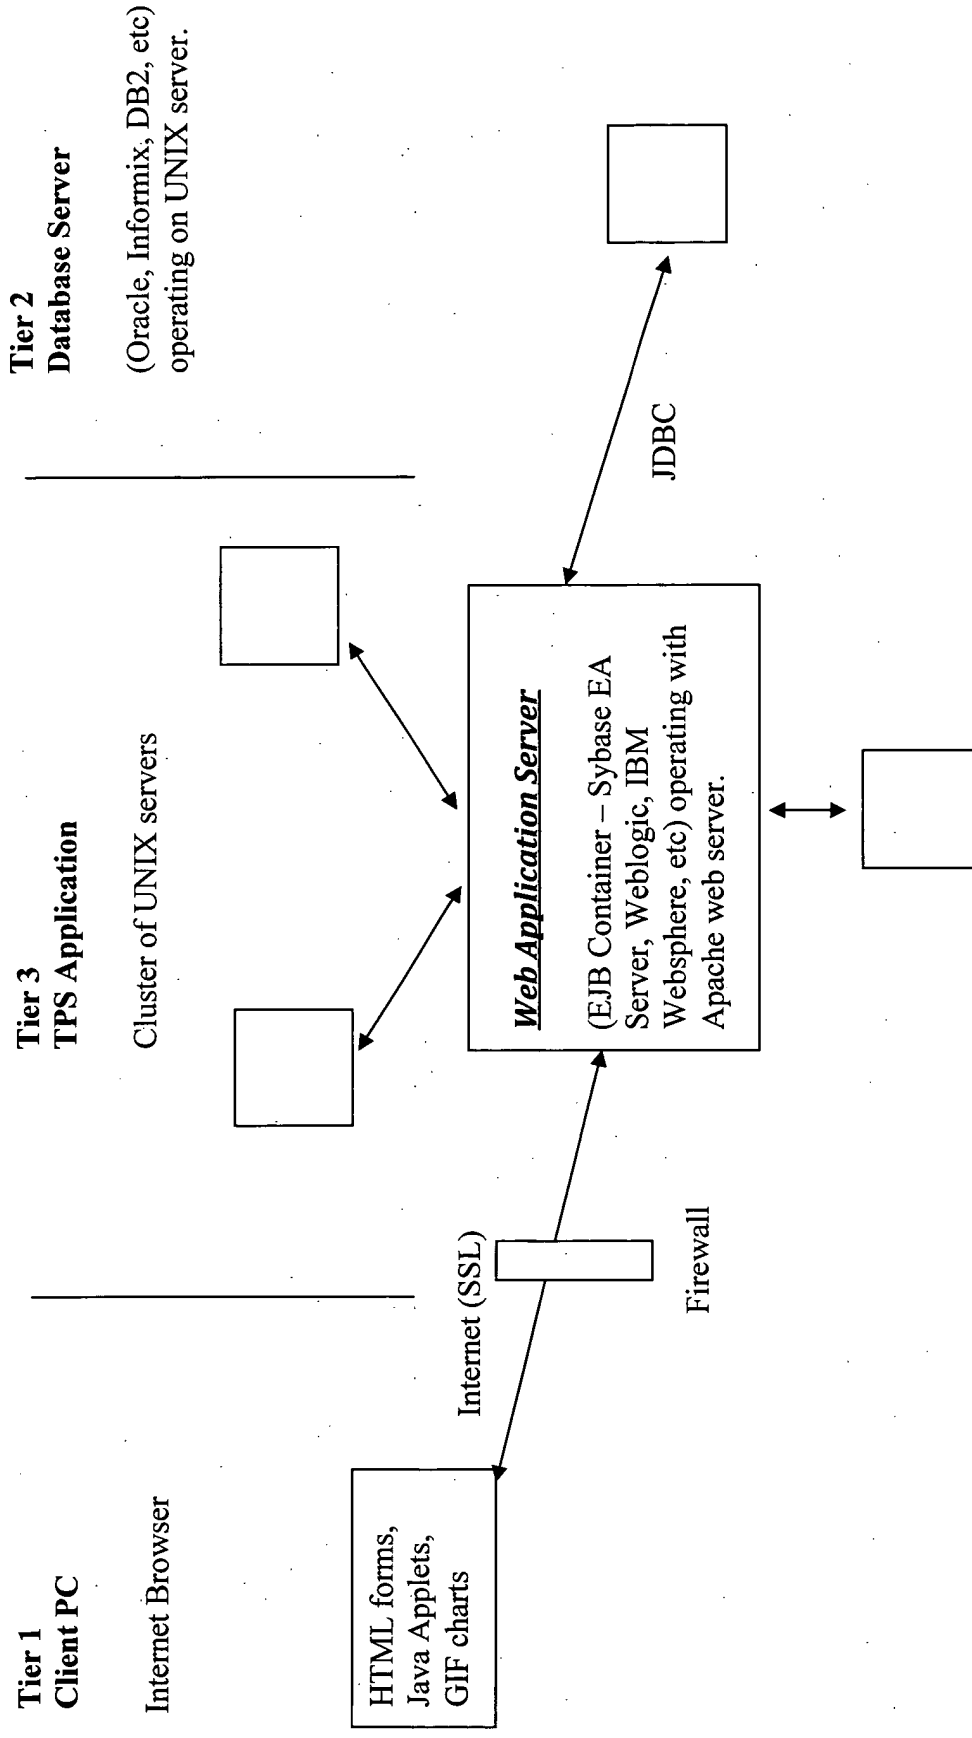 Tier 1
Client PC
Internet Browser
HTML forms,
Java Applets,
GIF charts
Internet (SSL)
Firewall
Tier 3
TPS Application
Cluster of UNIX servers
Web Application Server
(EJB Container – Sybase EA
Server, Weblogic, IBM
Websphere, etc) operating with
Apache web server.
JDBC
Tier 2
Database Server
(Oracle, Informix, DB2, etc)
operating on UNIX server.